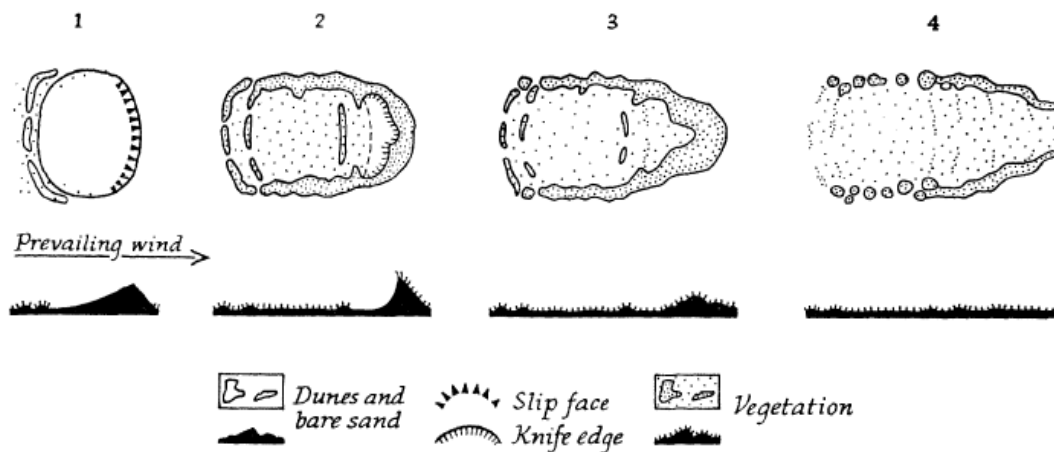 1 2 3 4
Prevailing wind
Dunes and bare sand
Slip face
Knife edge
Vegetation